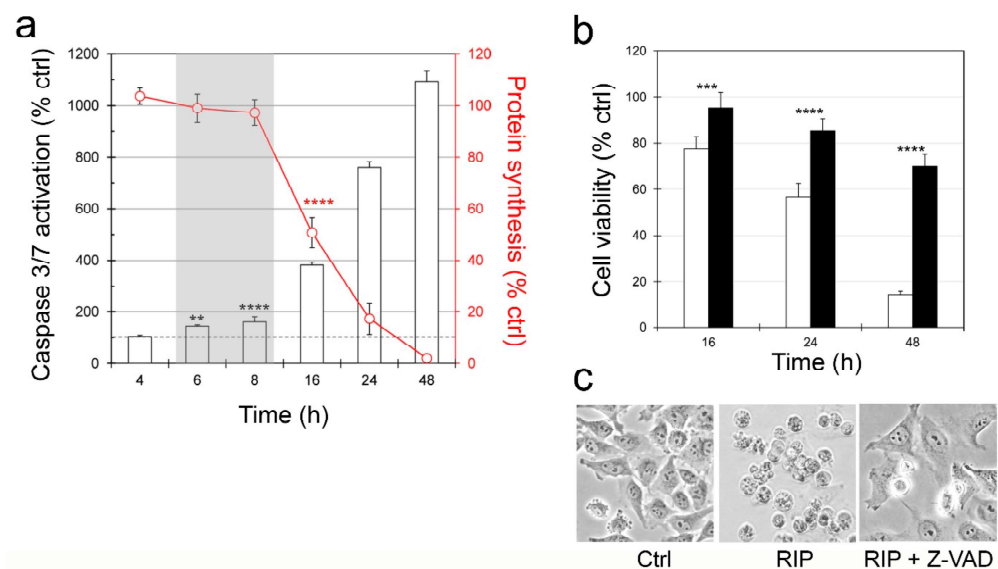 a
Caspase 3/7 activation (% ctrl)
1200
1000
800
600
400
200
0
120
100
80
60
40
20
0
Protein synthesis (% ctrl)
**
****
****
4 6 8 16 24 48
Time (h)
b
Cell viability (% ctrl)
120
100
80
60
40
20
0
***
****
****
16 24 48
Time (h)
c
Ctrl RIP RIP + Z-VAD